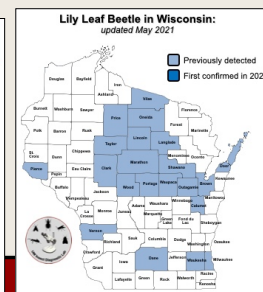 Lily Leaf Beetle in Wisconsin:
updated May 2021
Previously detected
First confirmed in 202
Douglas
Bayfield
Iron
Ashland
Vilas
Burnett
Washburn
Sawyer
Florence
Price
Oneida
Forest
Polk
Barron
Rusk
Marinette
Lincoln
Langlade
Taylor
St.
Croix
Dunn
Chippewa
Menominee
Oconto
Door
Marathon
Shawano
Pierce
Eau Claire
Clark
Pepin
Kewaunee
Buffalo
Wood
Portage
Waupaca
Outagamie
Brown
Jackson
Trempealeau
Manitowoc
Waushara
Winnebago
Calumet
Adams
La
Crosse
Monroe
Juneau
Marquette
Green
Lake
Fond du
Lac
Sheboygan
Vernon
Richland
Sauk
Columbia
Dodge
Washington
Ozaukee
Crawford
Dane
Jefferson
Waukesha
Milwaukee
Iowa
Grant
Lafayette
Green
Rock
Walworth
Racine
Kenosha